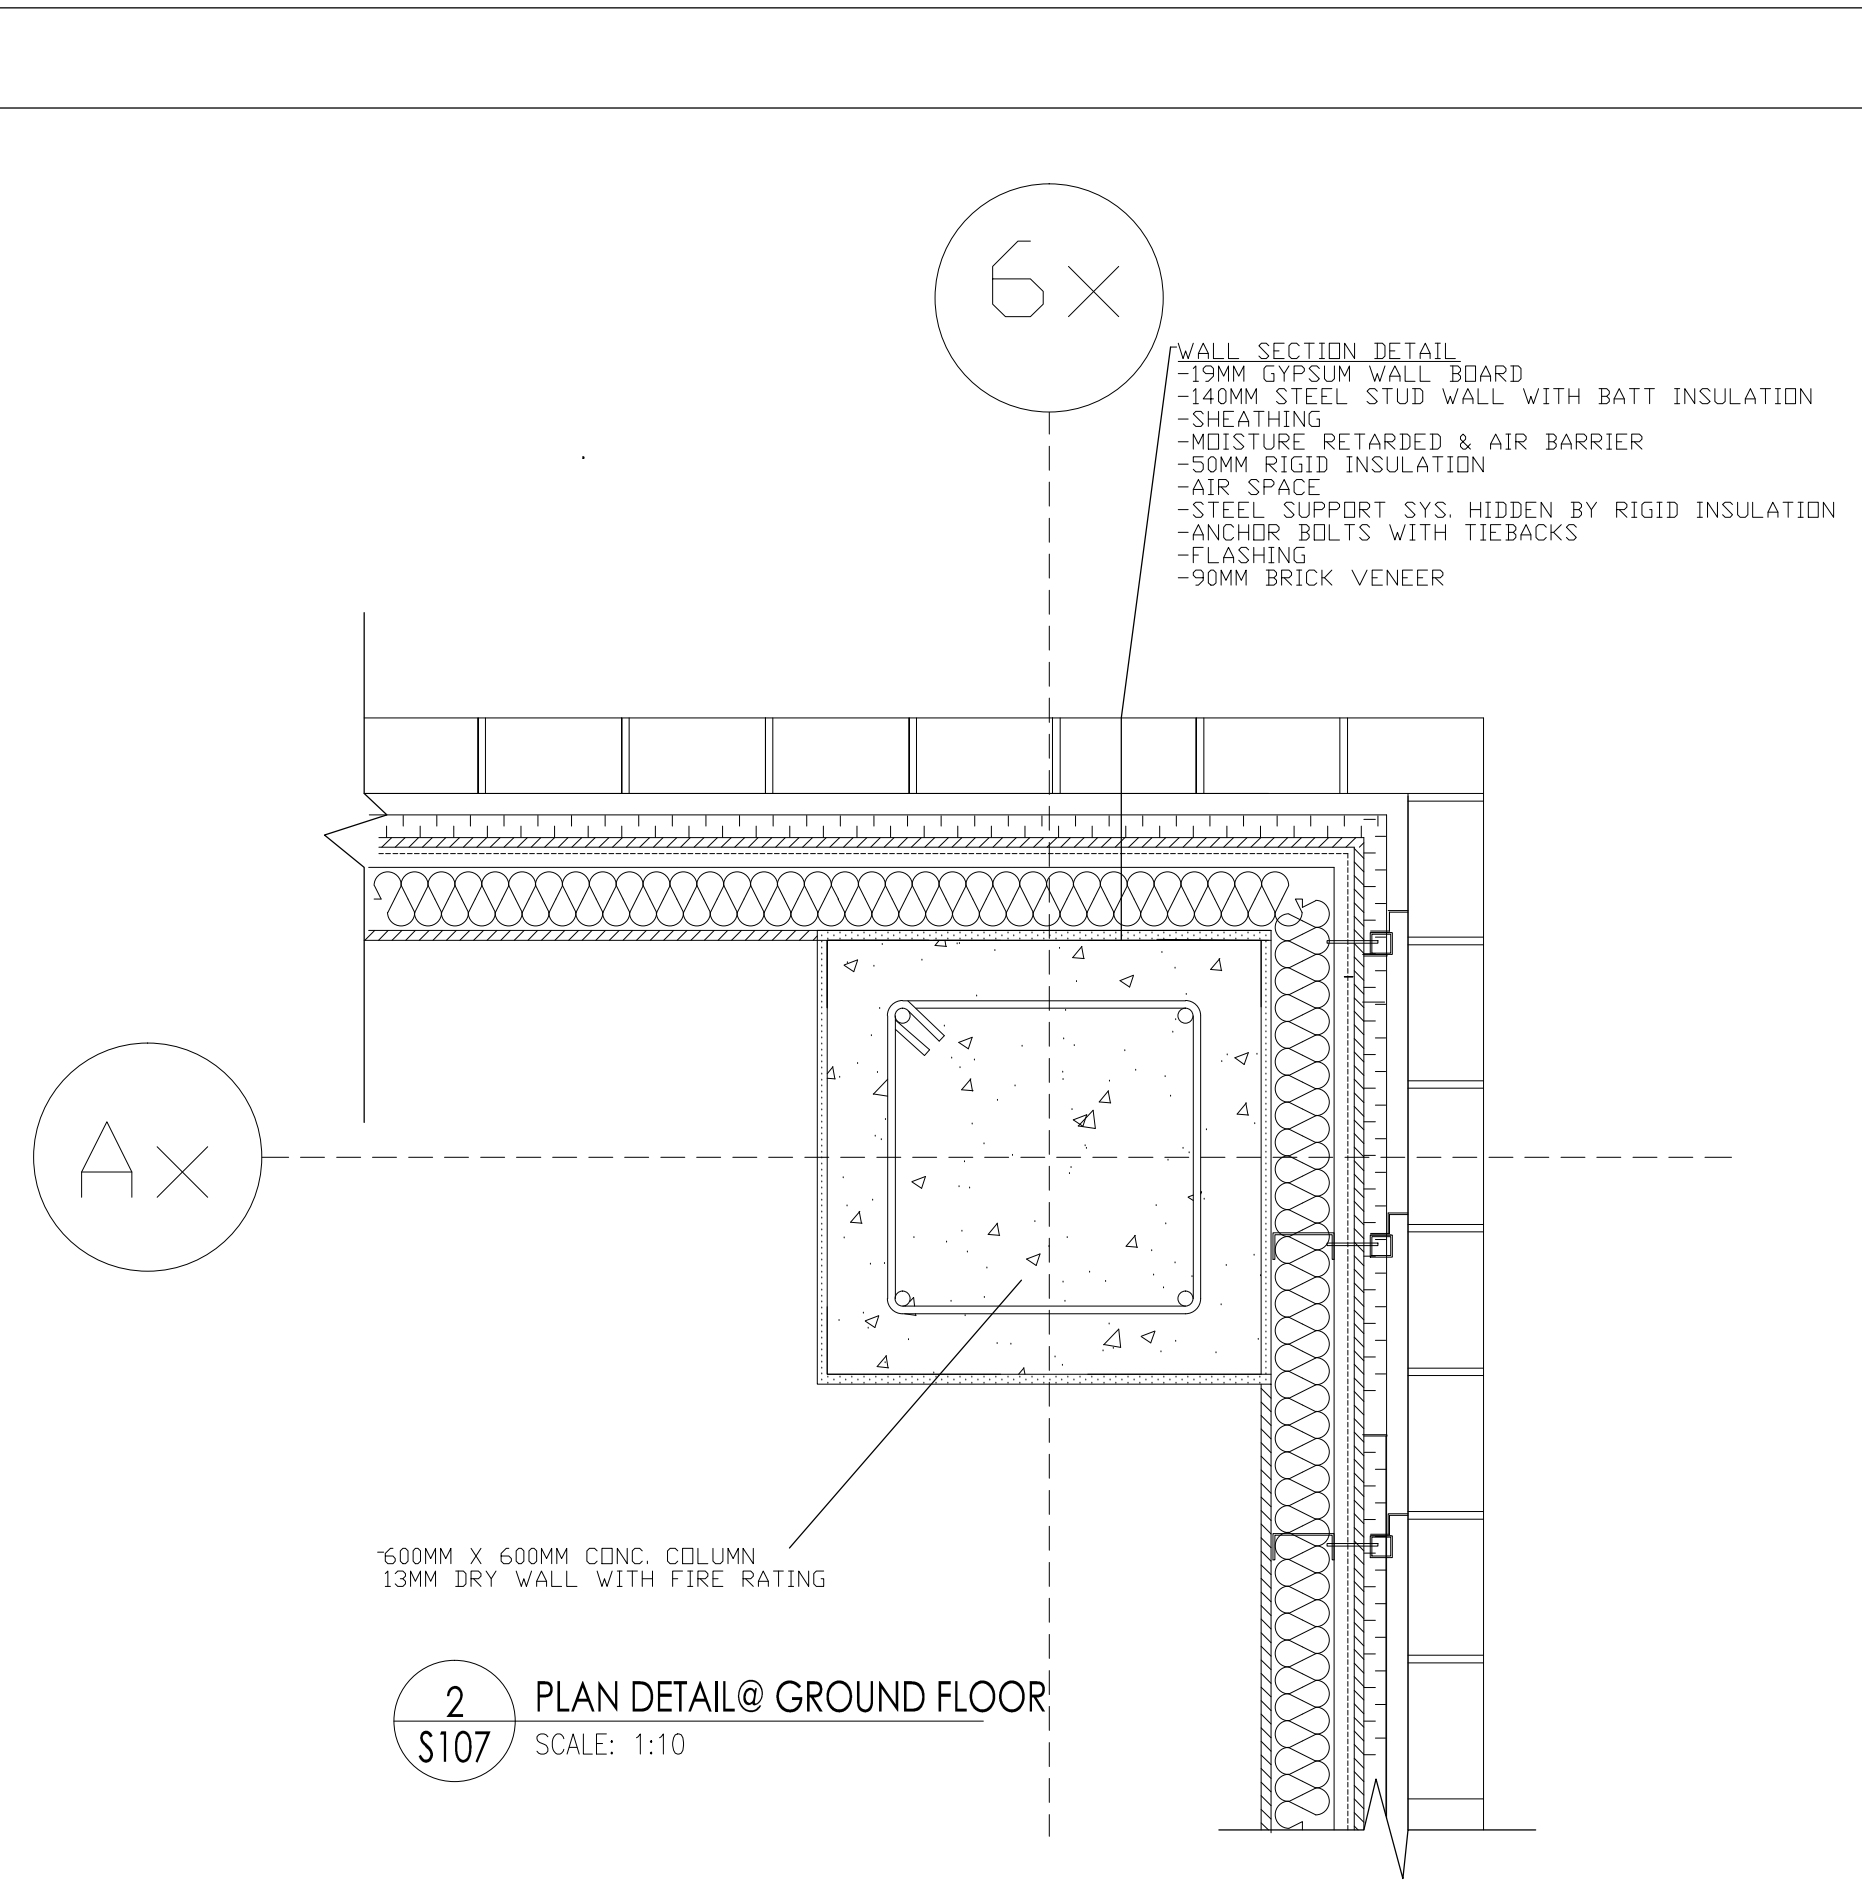 6X
WALL SECTION DETAIL
-19MM GYPSUM WALL BOARD
-140MM STEEL STUD WALL WITH BATT INSULATION
-SHEATHING
-MOISTURE RETARDED & AIR BARRIER
-50MM RIGID INSULATION
-AIR SPACE
-STEEL SUPPORT SYS. HIDDEN BY RIGID INSULATION
-ANCHOR BOLTS WITH TIEBACKS
-FLASHING
-90MM BRICK VENEER
AX
-600MM X 600MM CONC. COLUMN
13MM DRY WALL WITH FIRE RATING
2
S107
PLAN DETAIL@ GROUND FLOOR
SCALE: 1:10